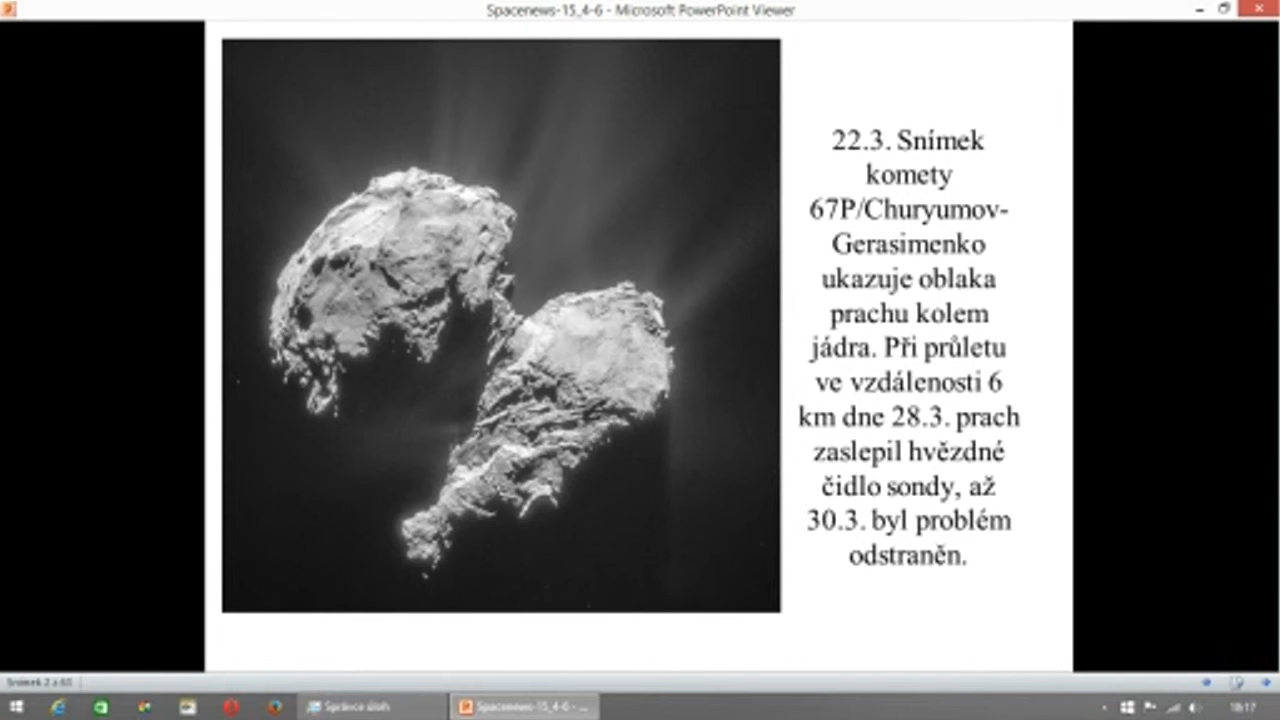 Spacenews-15_4-6 - Microsoft PowerPoint Viewer
22.3. Snímek
komety
67P/Churyumov-
Gerasimenko
ukazuje oblaka
prachu kolem
jádra. Při průletu
ve vzdálenosti 6
km dne 28.3. prach
zaslepil hvězdné
čidlo sondy, až
30.3. byl problém
odstraněn.
Snímek 2 z
Správce úloh
Spacenews-15_4-6 - ...
18:17